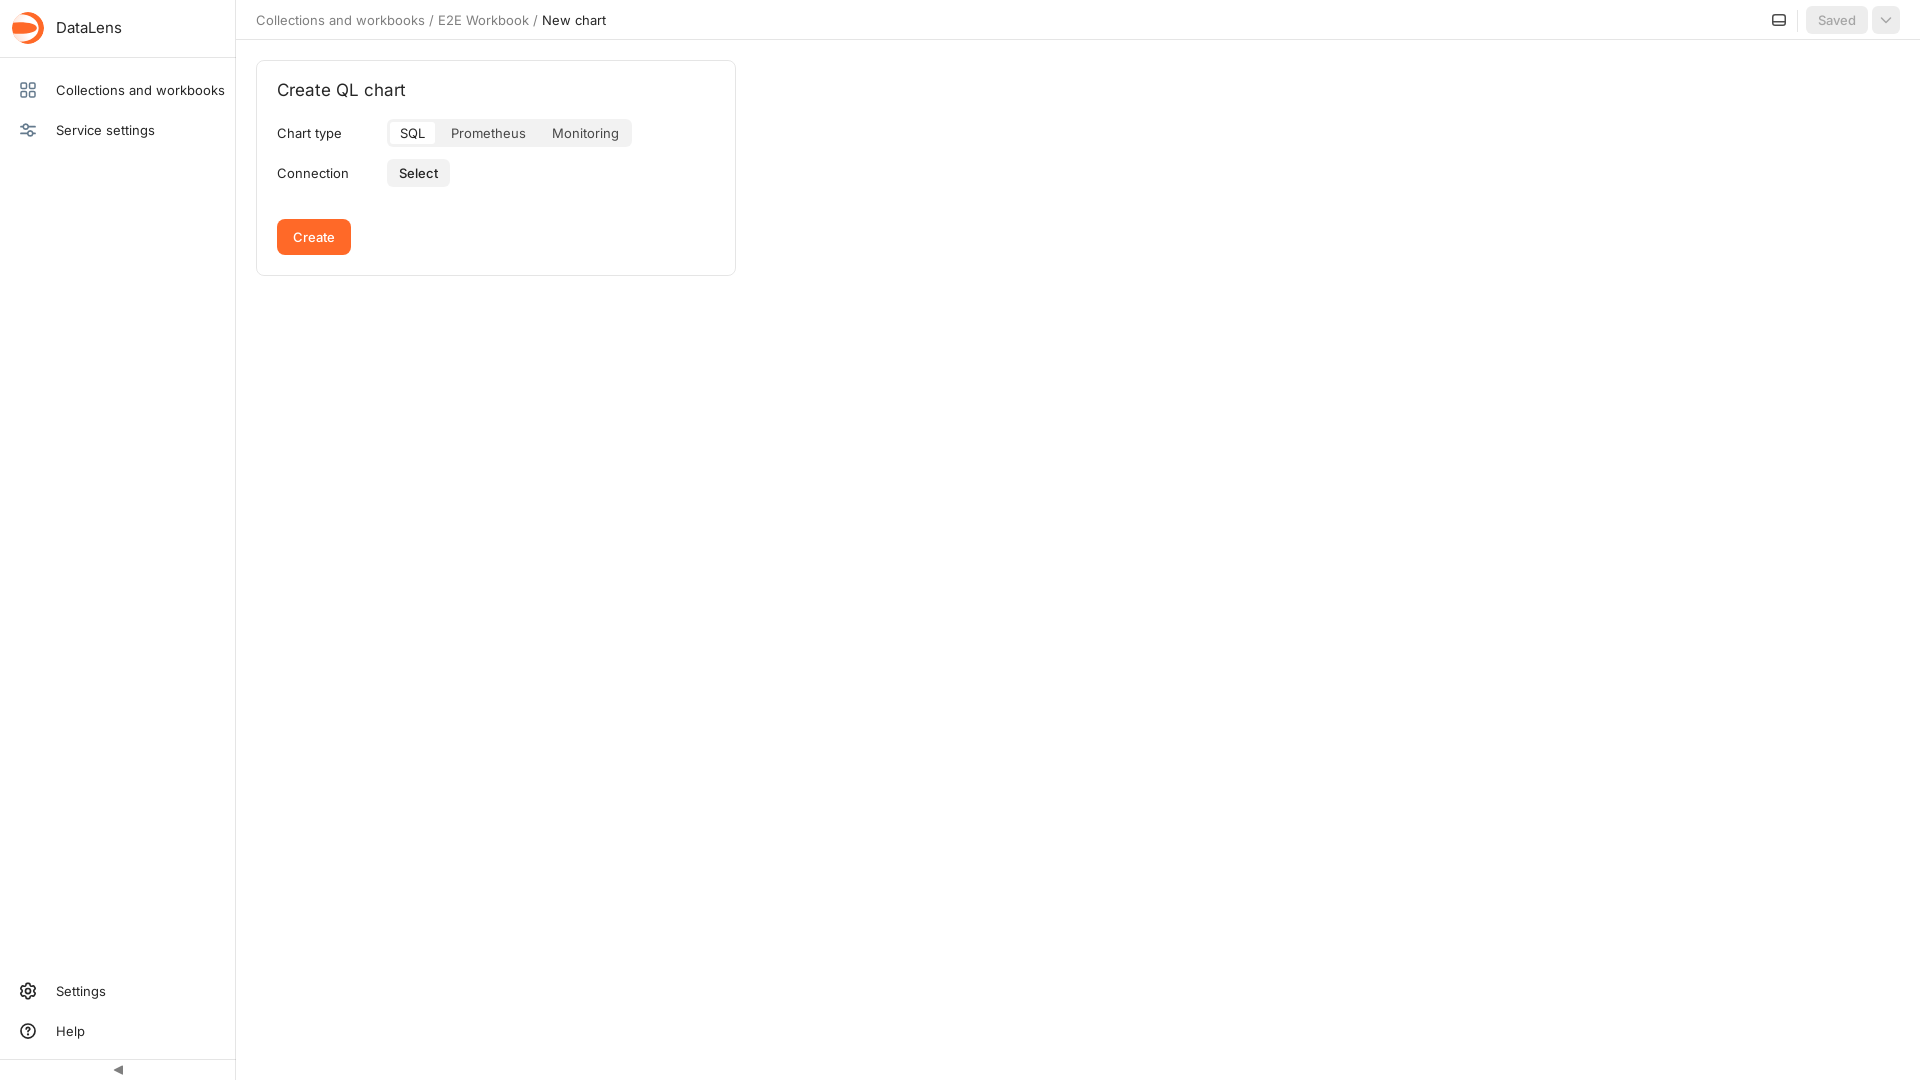 DataLens
Collections and workbooks / E2E Workbook / New chart
Saved
Collections and workbooks
Service settings
Create QL chart
Chart type SQL Prometheus Monitoring
Connection Select
Create
Settings
Help